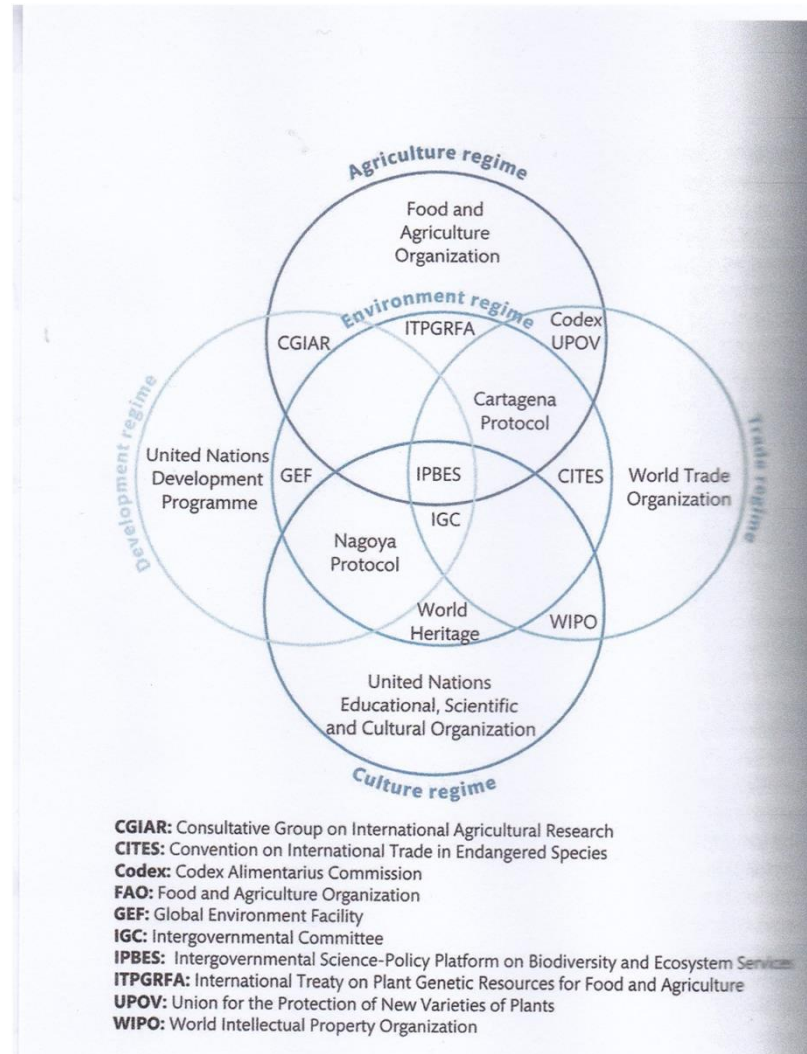 Agriculture regime
Food and
Agriculture
Organization
Environment regime
ITPGRFA
Codex
UPOV
CGIAR
Cartagena
Protocol
Development regime
United Nations
Development
Programme
GEF
IPBES
CITES
World Trade
Organization
Trade regime
IGC
Nagoya
Protocol
World
Heritage
WIPO
United Nations
Educational, Scientific
and Cultural Organization
Culture regime
CGIAR: Consultative Group on International Agricultural Research
CITES: Convention on International Trade in Endangered Species
Codex: Codex Alimentarius Commission
FAO: Food and Agriculture Organization
GEF: Global Environment Facility
IGC: Intergovernmental Committee
IPBES: Intergovernmental Science-Policy Platform on Biodiversity and Ecosystem Services
ITPGRFA: International Treaty on Plant Genetic Resources for Food and Agriculture
UPOV: Union for the Protection of New Varieties of Plants
WIPO: World Intellectual Property Organization